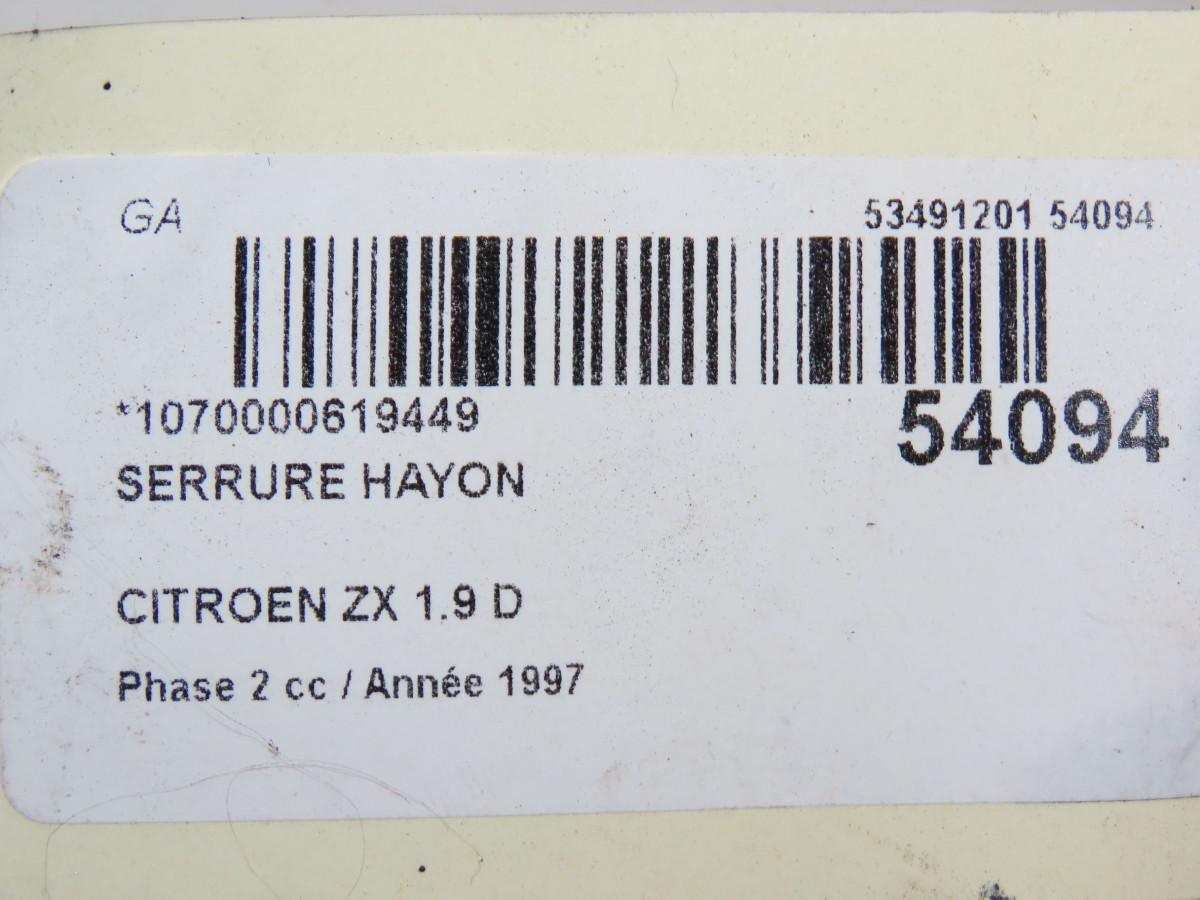 GA
53491201 54094
*1070000619449
54094
SERRURE HAYON
CITROEN ZX 1.9 D
Phase 2 cc / Année 1997